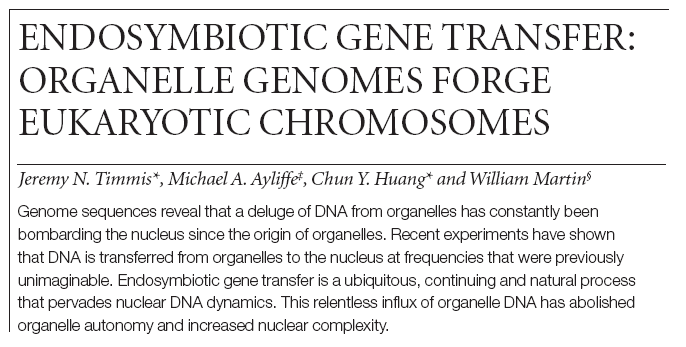 ENDOSYMBIOTIC GENE TRANSFER:
ORGANELLE GENOMES FORGE
EUKARYOTIC CHROMOSOMES
Jeremy N. Timmis*, Michael A. Ayliffe‡, Chun Y. Huang* and William Martin§
Genome sequences reveal that a deluge of DNA from organelles has constantly been
bombarding the nucleus since the origin of organelles. Recent experiments have shown
that DNA is transferred from organelles to the nucleus at frequencies that were previously
unimaginable. Endosymbiotic gene transfer is a ubiquitous, continuing and natural process
that pervades nuclear DNA dynamics. This relentless influx of organelle DNA has abolished
organelle autonomy and increased nuclear complexity.